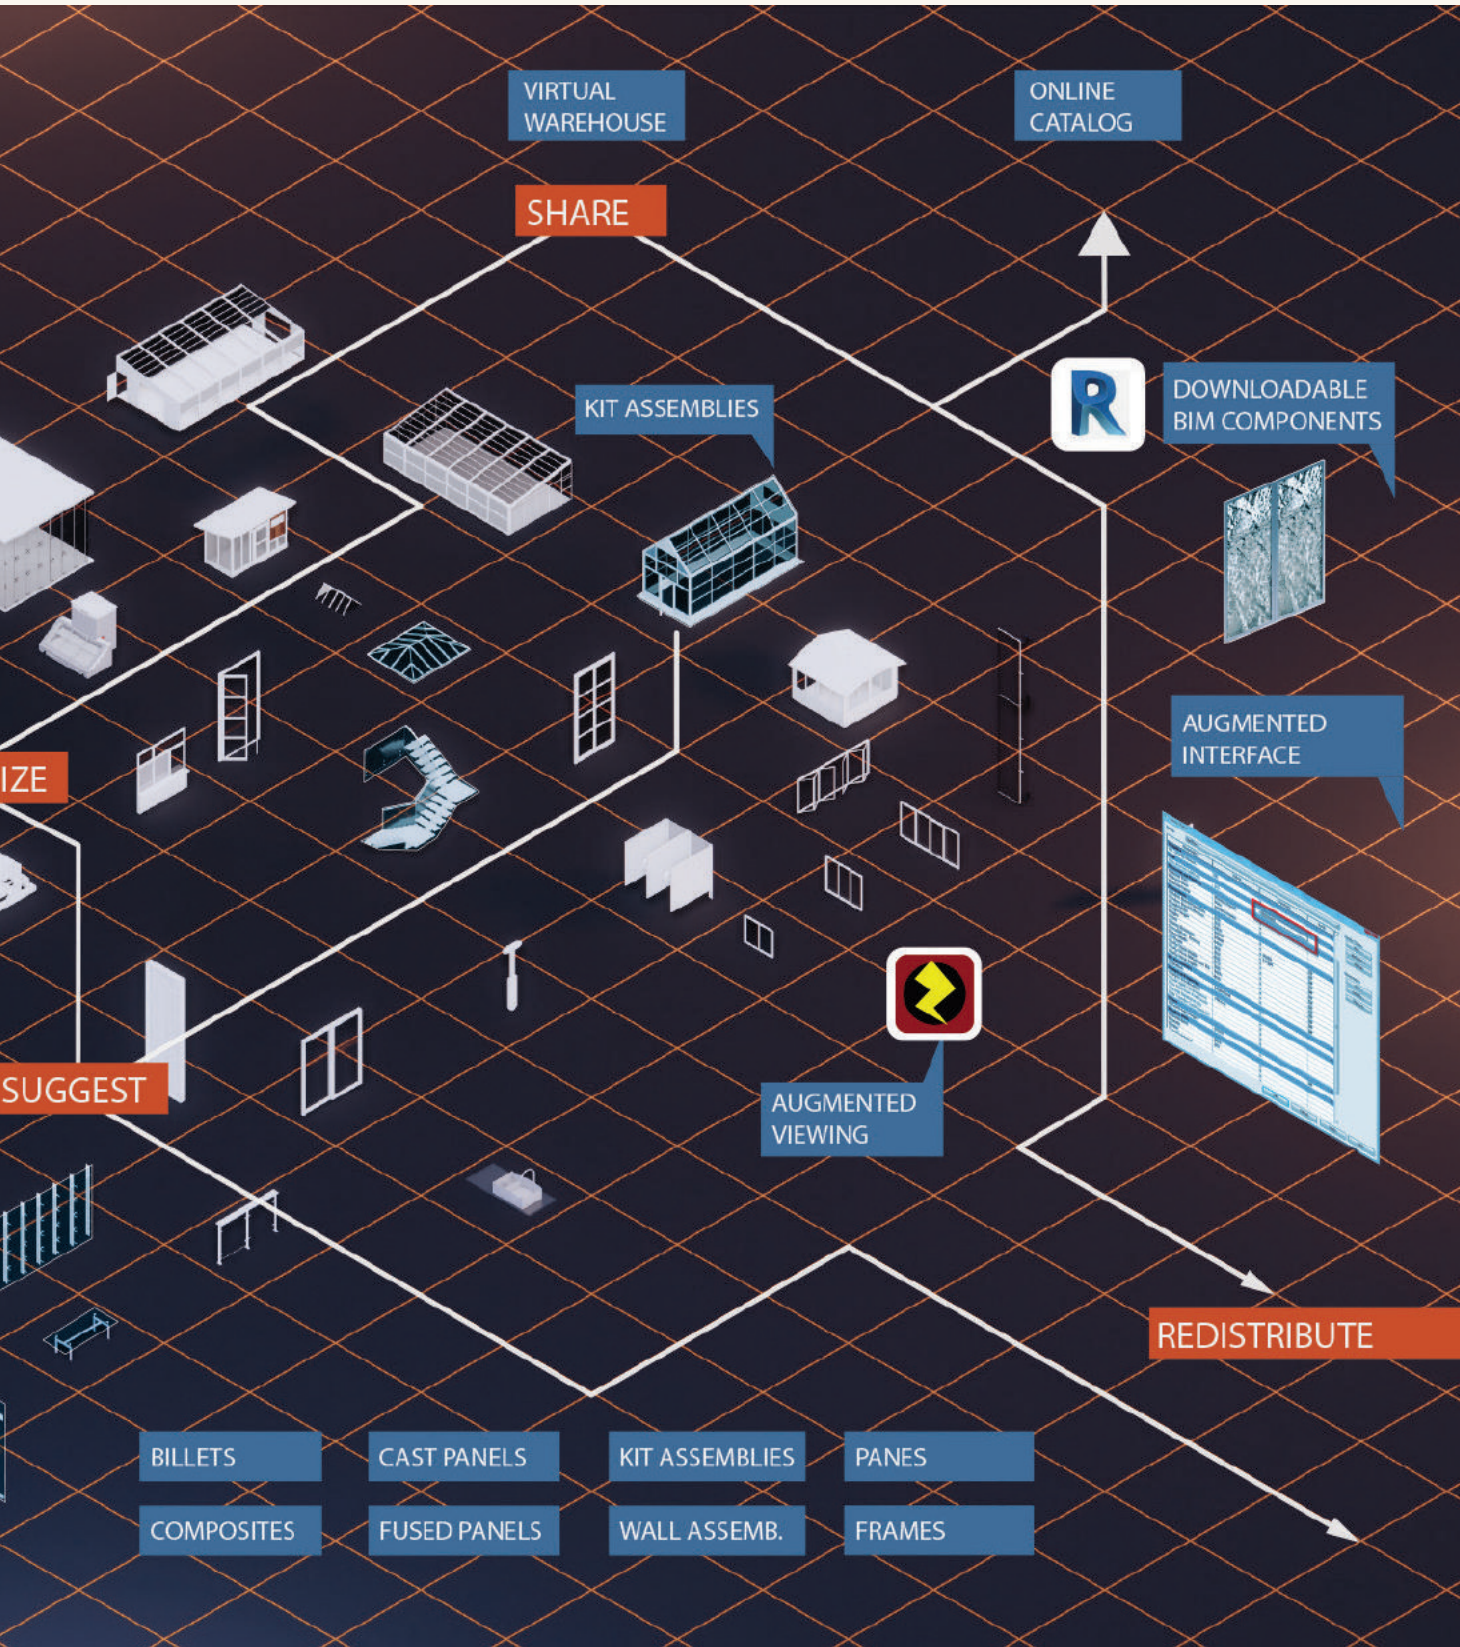 VIRTUAL
WAREHOUSE
ONLINE
CATALOG
SHARE
KIT ASSEMBLIES
DOWNLOADABLE
BIM COMPONENTS
R
AUGMENTED
INTERFACE
IZE
SUGGEST
AUGMENTED
VIEWING
REDISTRIBUTE
BILLETS
CAST PANELS
KIT ASSEMBLIES
PANES
COMPOSITES
FUSED PANELS
WALL ASSEMB.
FRAMES